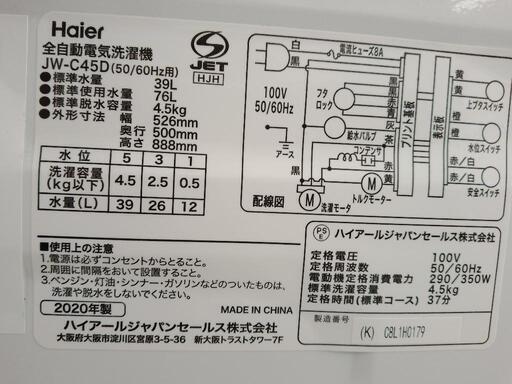 Haier
全自動電気洗濯機
JW-C45D(50/60Hz用)
JET
HJH
●標準水量 39L
●標準使用水量 76L
●標準脱水容量 4.5kg
●外形寸法 幅 526mm
奥行 500mm
高さ 888mm
水位 5 3 1
洗濯容量(kg以下) 4.5 2.5 0.5
水量(L) 39 26 12
白
電流ヒューズ8A
黒
100V
50/60Hz
フタロック
黒
黒
赤
青
灰
給水バルブ
茶
アース
コンデンサ
黒
M
M
洗濯モータ
トルクモーター
プリント基板
表示板
黄
黄
上ブタスイッチ
橙
橙
水位スイッチ
赤/白
赤/白
安全スイッチ
配線図
■使用上の注意
1.電源は必ずコンセントからとること。
2.周囲に間隔をおいて設置すること。
3.ベンジン・灯油・シンナー・ガソリンなどのついたものは、
洗濯や脱水をしないでください。
2020年製
MADE IN CHINA
ハイアールジャパンセールス株式会社
大阪府大阪市淀川区宮原3-5-36 新大阪トラストタワー7F
PSE
ハイアールジャパンセールス株式会社
定格電圧 100V
定格周波数 50/60Hz
電動機定格消費電力 290/350W
標準洗濯容量 4.5kg
定格時間(標準コース) 37分
製造番号
(K) C8L1H0179